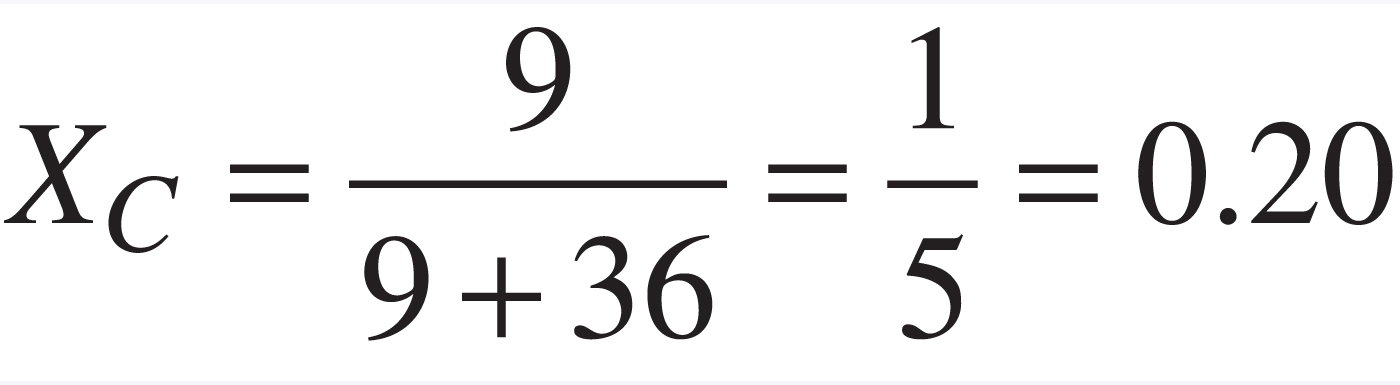 X_C = 9 / (9 + 36) = 1/5 = 0.20